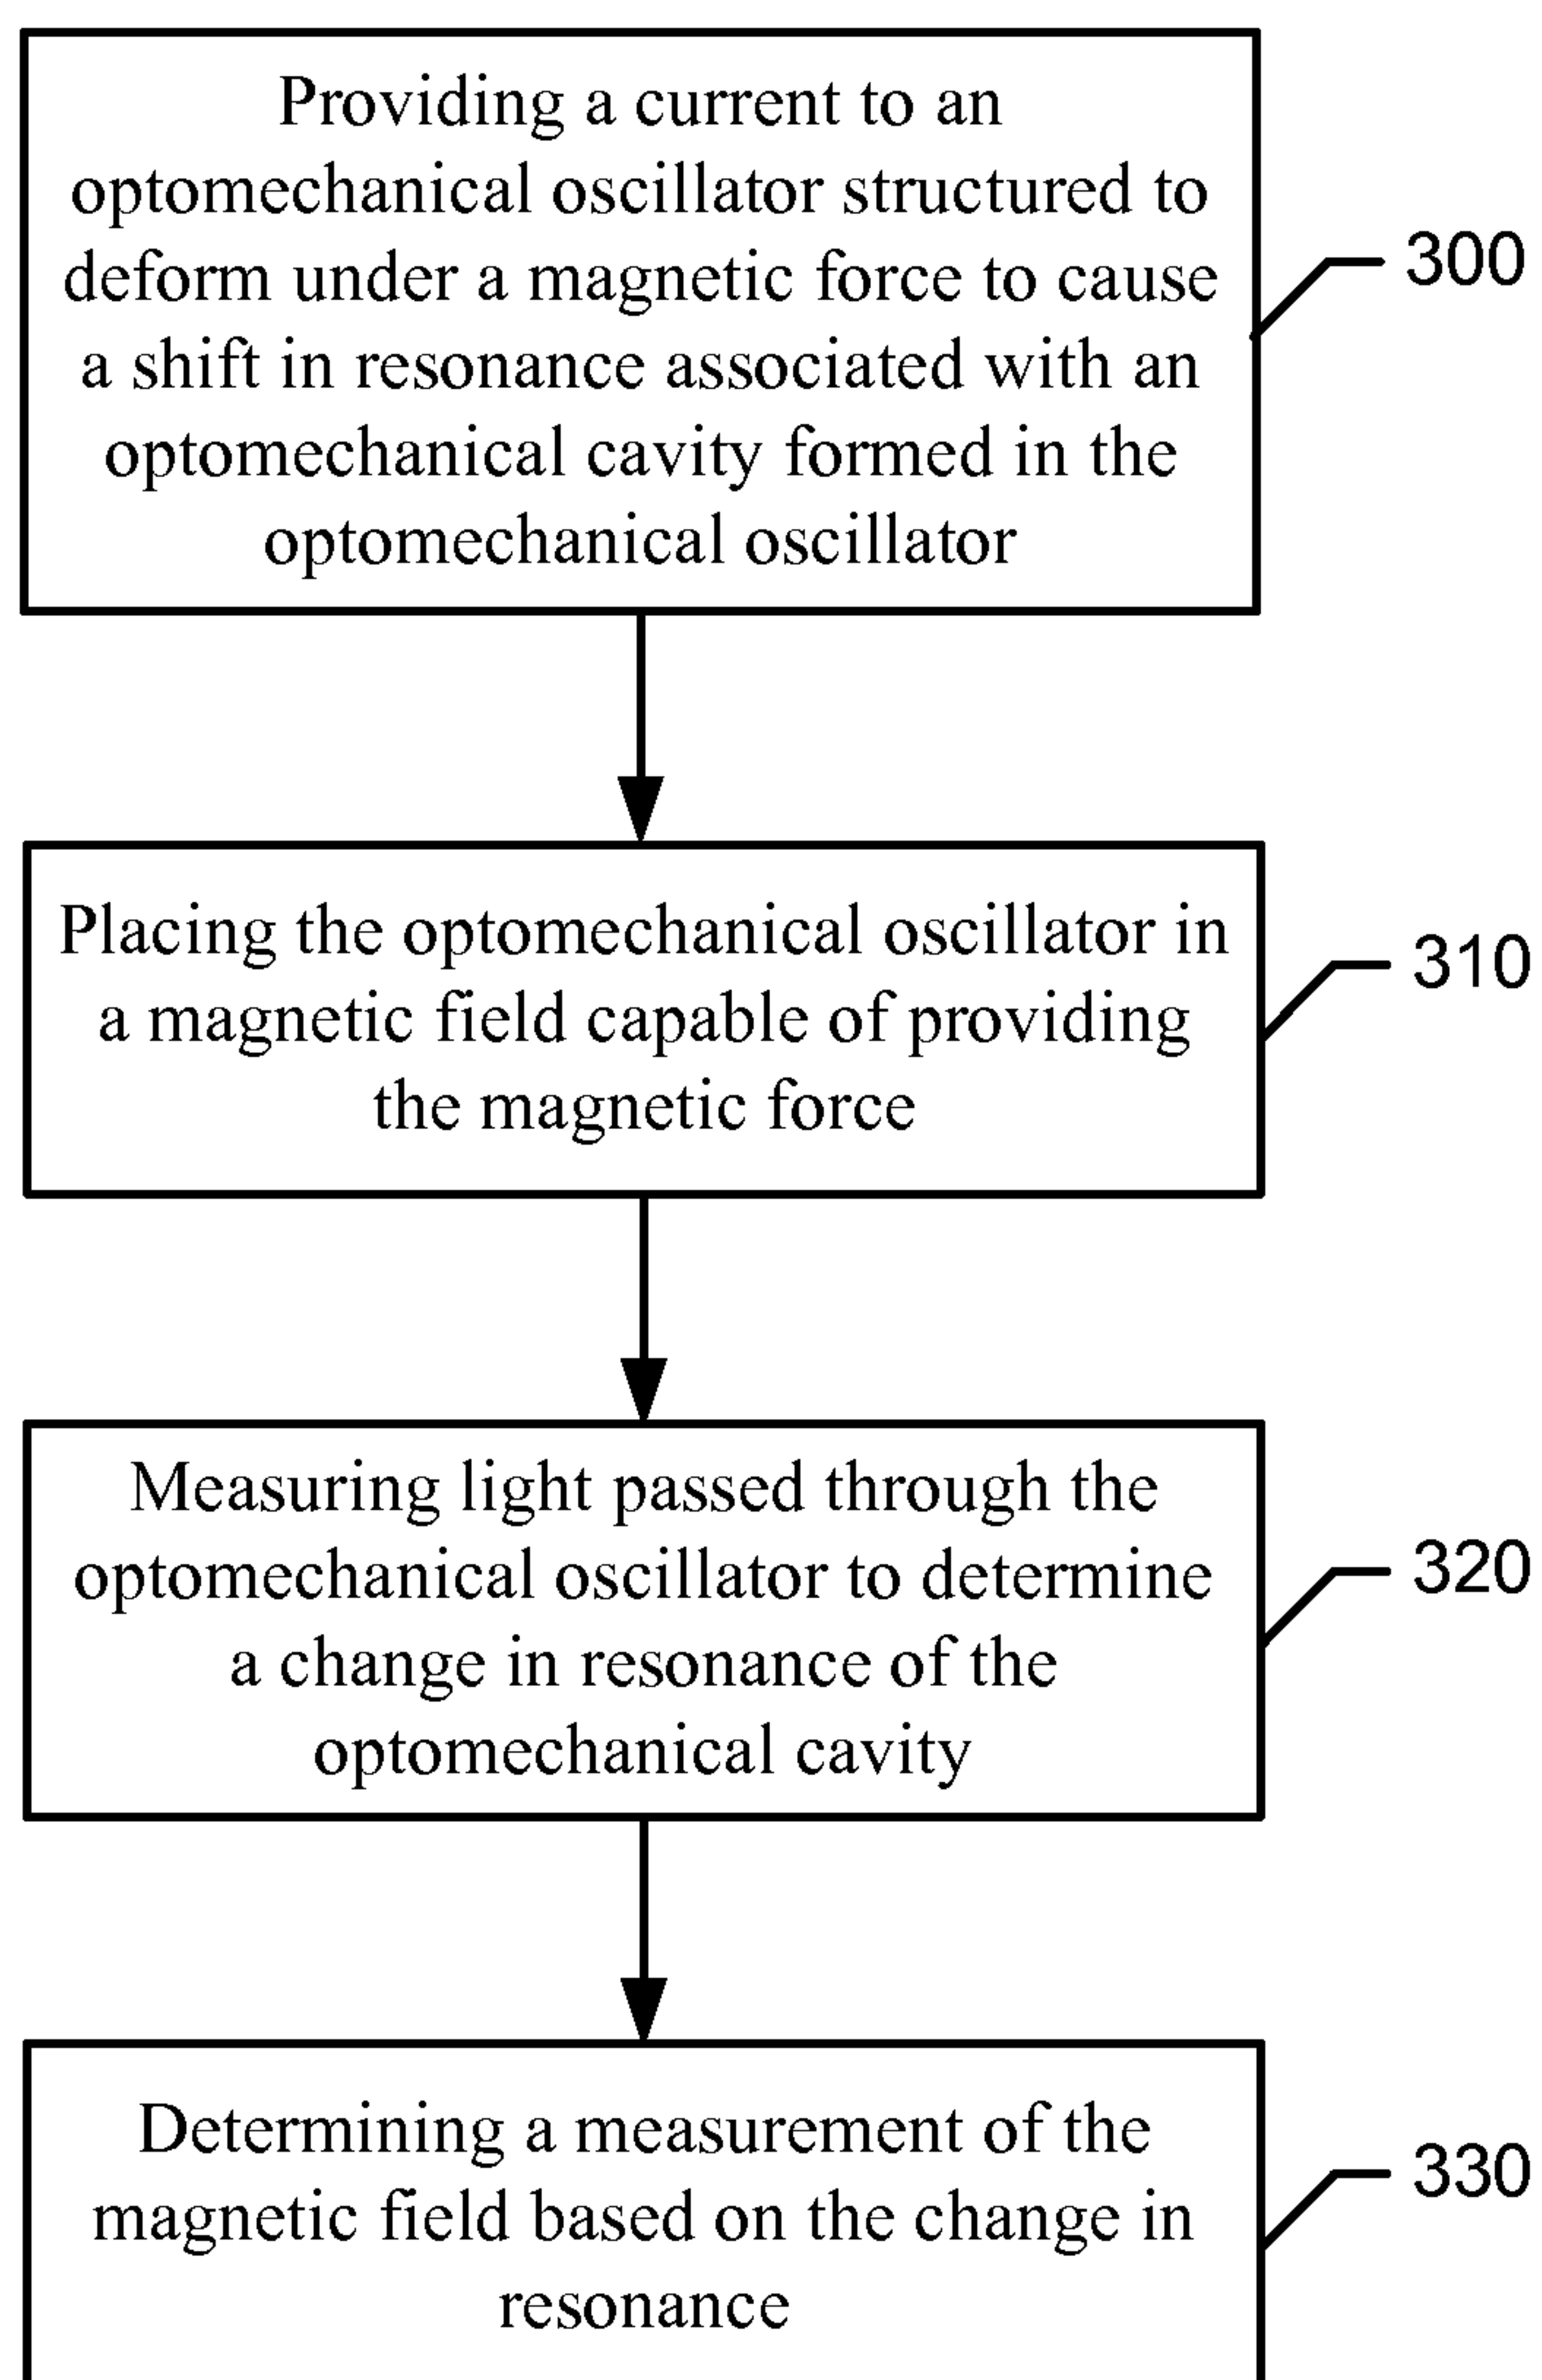 Providing a current to an
optomechanical oscillator structured to
deform under a magnetic force to cause
a shift in resonance associated with an
optomechanical cavity formed in the
optomechanical oscillator
300
Placing the optomechanical oscillator in
a magnetic field capable of providing
the magnetic force
310
Measuring light passed through the
optomechanical oscillator to determine
a change in resonance of the
optomechanical cavity
320
Determining a measurement of the
magnetic field based on the change in
resonance
330